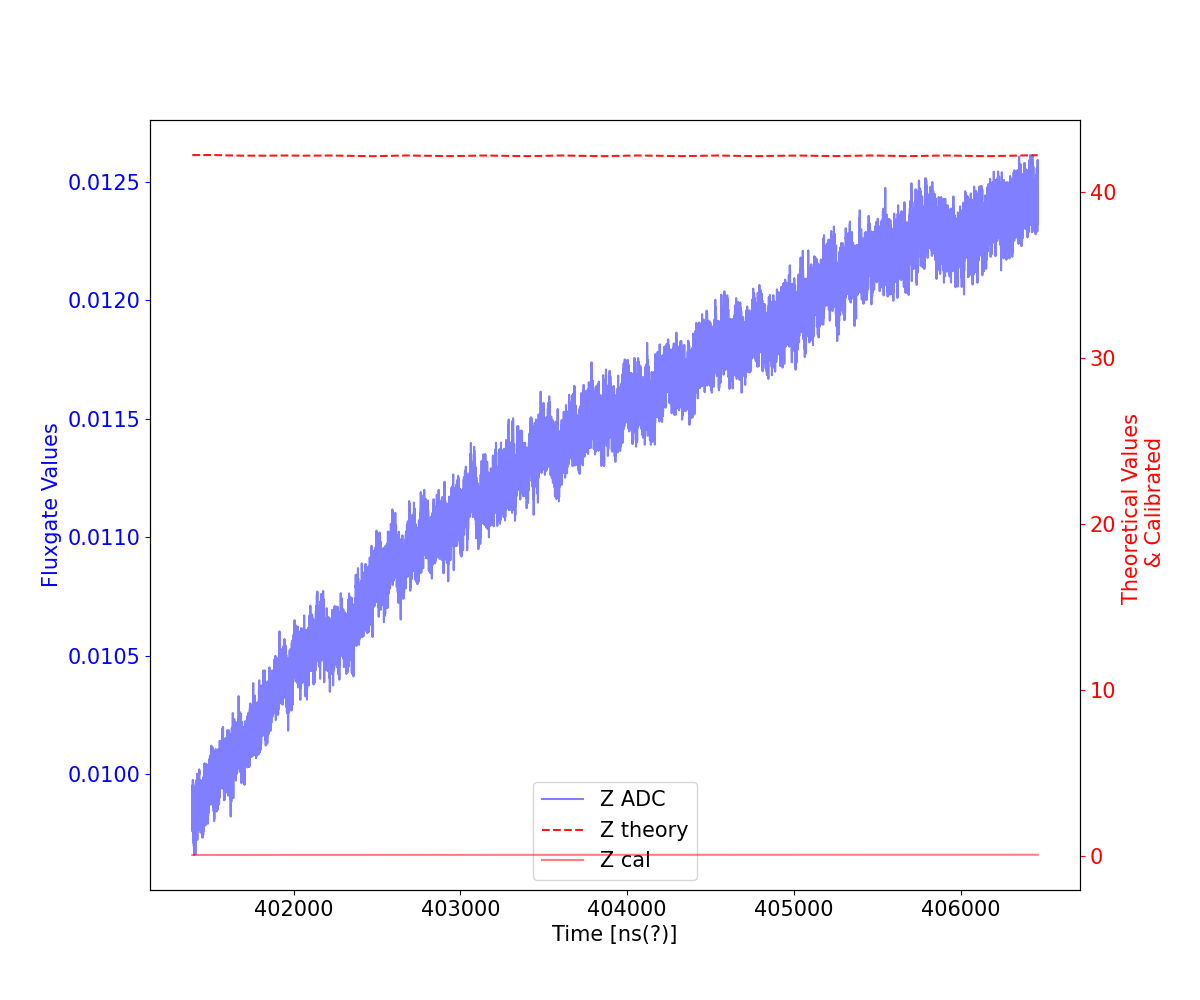 0.0125
0.0120
0.0115
0.0110
0.0105
0.0100
Fluxgate Values
40
30
20
10
0
Theoretical Values
& Calibrated
Z ADC
Z theory
Z cal
402000 403000 404000 405000 406000
Time [ns(?)]